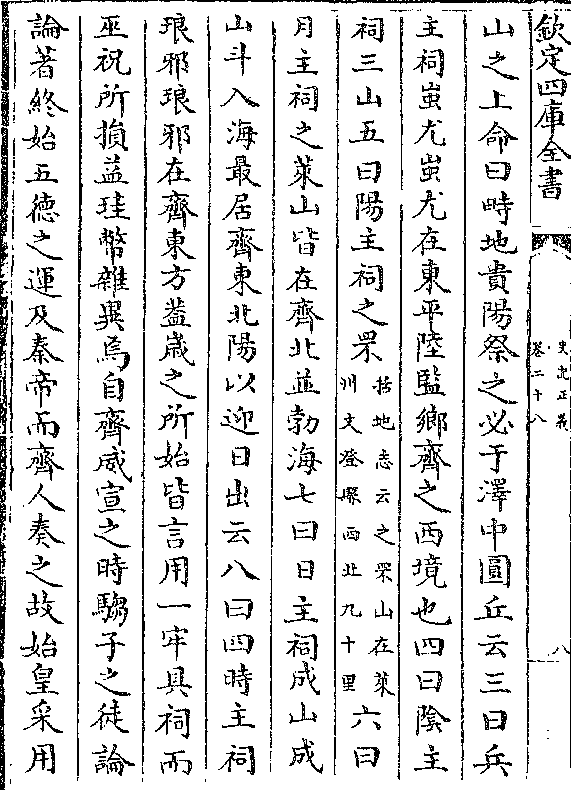 欽定四庫全書
史記正義
卷二十八
八
山之上命曰畤地貴陽祭之必于澤中圓丘云三曰兵
主祠蚩尤蚩尤在東平陸監鄉齊之西境也四曰陰主
祠三山五曰陽主祠之罘
括地志云之罘山在萊
州文登縣西北九十里
六曰
月主祠之萊山皆在齊北並勃海七曰日主祠成山成
山斗入海最居齊東北陽以迎日出云八曰四時主祠
琅邪琅邪在齊東方蓋歲之所始皆言用一牢具祠而
巫祝所損益珪幣雜異焉自齊威宣之時騶子之徒論
論著終始五德之運及秦帝而齊人奏之故始皇采用